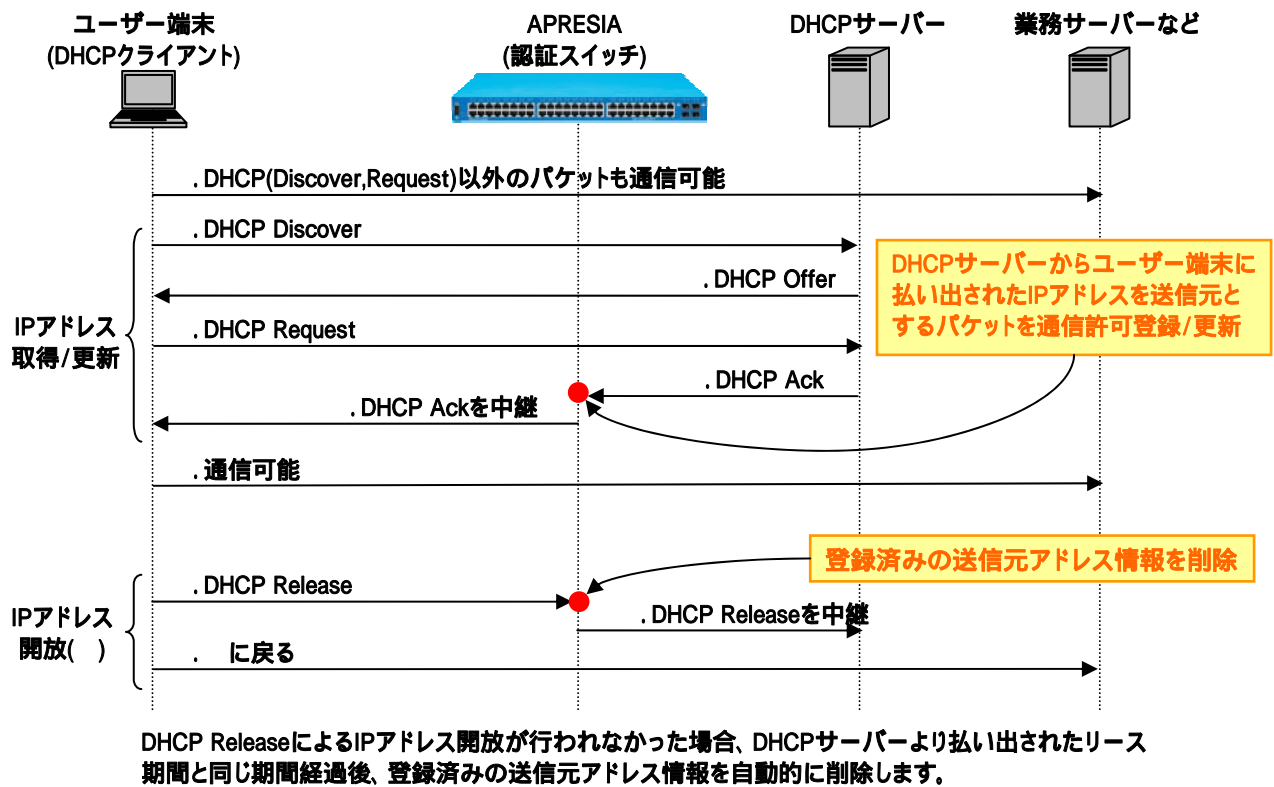 ユーザー端末
(DHCPクライアント)
APRESIA
(認証スイッチ)
DHCPサーバー
業務サーバーなど
. DHCP(Discover,Request)以外のパケットも通信可能
. DHCP Discover
. DHCP Offer
DHCPサーバーからユーザー端末に
払い出されたIPアドレスを送信元と
するパケットを通信許可登録/更新
IPアドレス
取得/更新
. DHCP Request
. DHCP Ack
. DHCP Ackを中継
. 通信可能
登録済みの送信元アドレス情報を削除
. DHCP Release
. DHCP Releaseを中継
IPアドレス
開放( )
. に戻る
DHCP ReleaseによるIPアドレス開放が行われなかった場合、DHCPサーバーより払い出されたリース
期間と同じ期間経過後、登録済みの送信元アドレス情報を自動的に削除します。